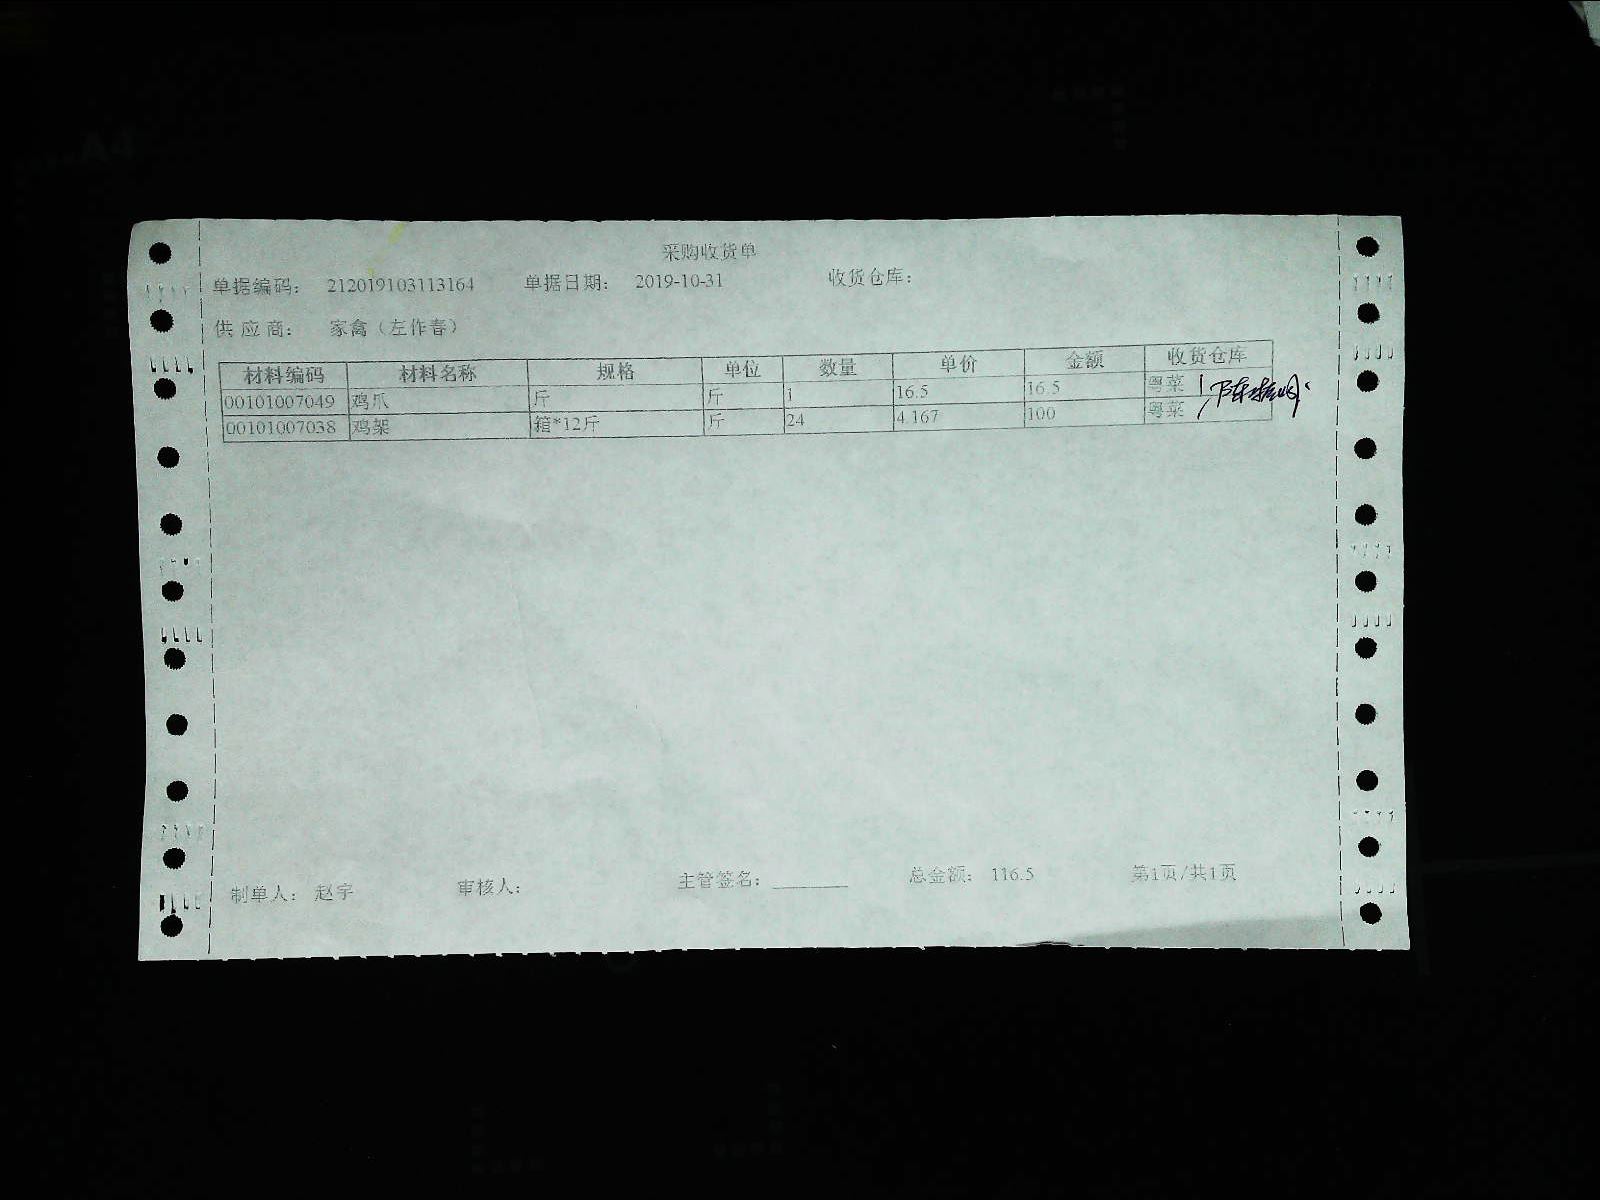 采购收货单
单据编码: 212019103113164 单据日期: 2019-10-31 收货仓库:
供应商: 家禽(左作春)
材料编码 材料名称 规格 单位 数量 单价 金额 收货仓库
00101007049 鸡爪 斤 斤 1 16.5 16.5 粤菜
00101007038 鸡架 箱*12斤 斤 24 4.167 100 粤菜
制单人: 赵宇 审核人: 主管签名: ________ 总金额: 116.5 第1页/共1页